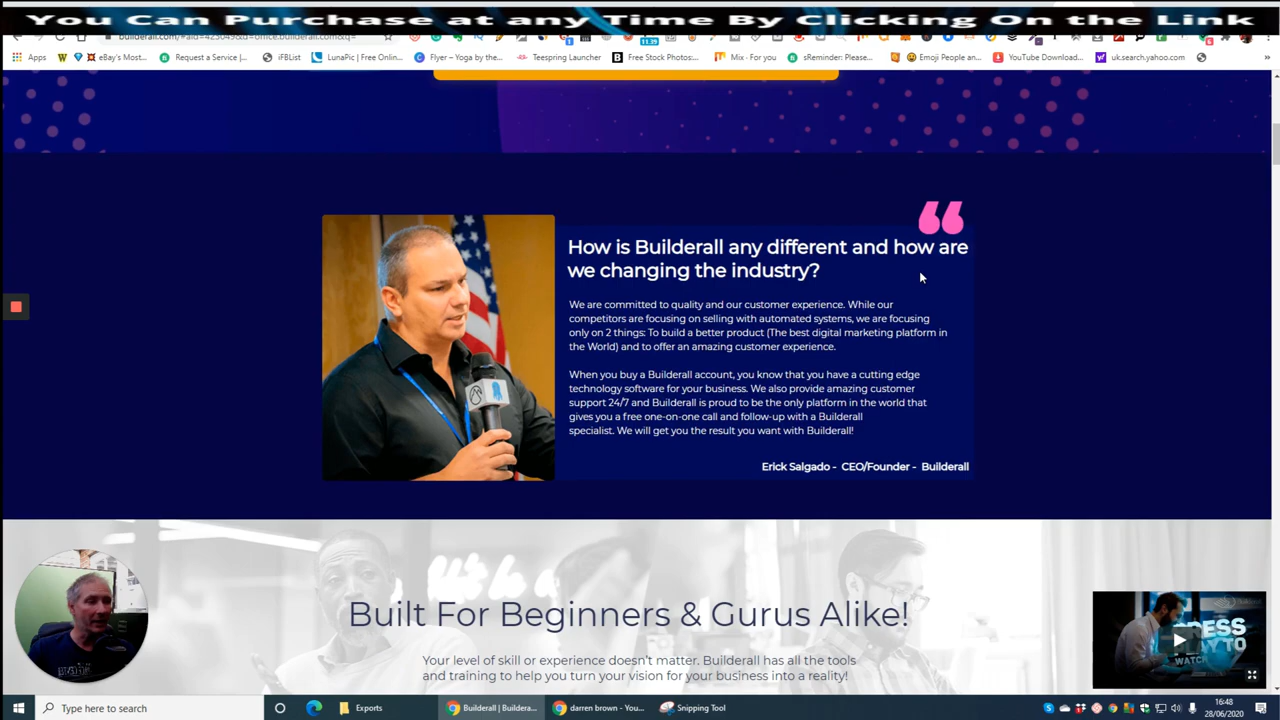 You Can Purchase at any Time By Clicking On the Link
11.39
Apps
eBay's Most...
Request a Service |...
iFBList
LunaPic | Free Onlin...
Flyer – Yoga by the...
Teespring Launcher
Free Stock Photos:...
Mix - For you
sReminder: Please...
Emoji People an...
YouTube Download...
uk.search.yahoo.com
»
How is Builderall any different and how are
we changing the industry?
We are committed to quality and our customer experience. While our
competitors are focusing on selling with automated systems, we are focusing
only on 2 things: To build a better product (The best digital marketing platform in
the World) and to offer an amazing customer experience.
When you buy a Builderall account, you know that you have a cutting edge
technology software for your business. We also provide amazing customer
support 24/7 and Builderall is proud to be the only platform in the world that
gives you a free one-on-one call and follow-up with a Builderall
specialist. We will get you the result you want with Builderall!
Erick Salgado - CEO/Founder - Builderall
Built For Beginners & Gurus Alike!
Your level of skill or experience doesn't matter. Builderall has all the tools
and training to help you turn your vision for your business into a reality!
PRESS
PLAY TO
WATCH
Type here to search
Exports
Builderall | Buildera...
darren brown - You...
Snipping Tool
16:48
28/06/2020